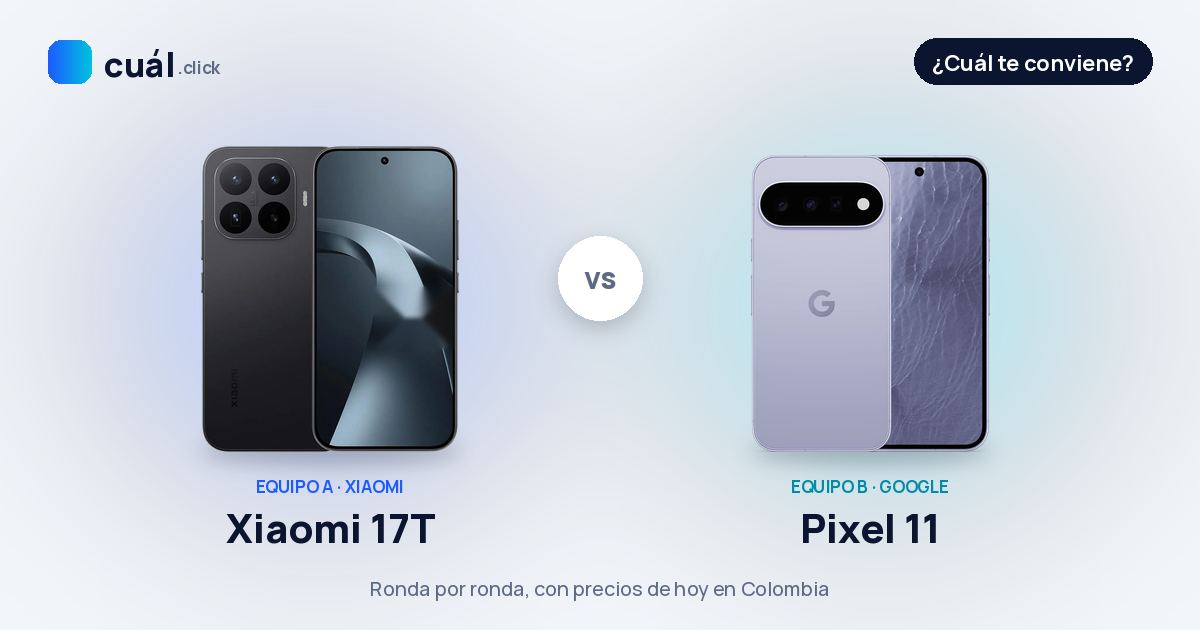 cuál.click
¿Cuál te conviene?
xiaomi
G
VS
EQUIPO A · XIAOMI
EQUIPO B · GOOGLE
Xiaomi 17T
Pixel 11
Ronda por ronda, con precios de hoy en Colombia